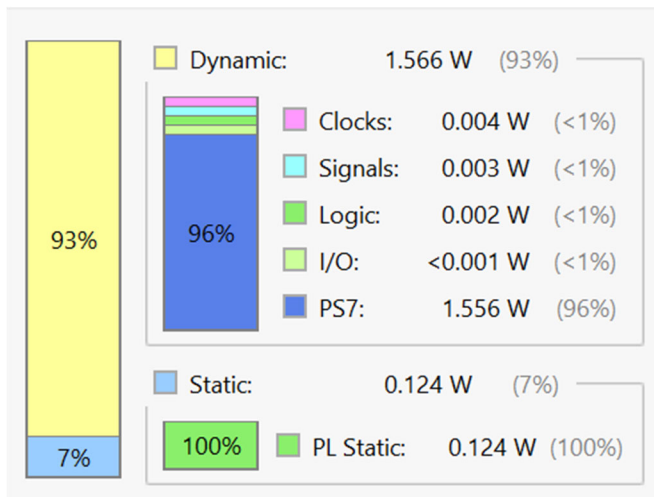 Dynamic: 1.566 W (93%)
Clocks: 0.004 W (<1%)
Signals: 0.003 W (<1%)
Logic: 0.002 W (<1%)
I/O: <0.001 W (<1%)
PS7: 1.556 W (96%)
96%
93%
Static: 0.124 W (7%)
PL Static: 0.124 W (100%)
100%
7%